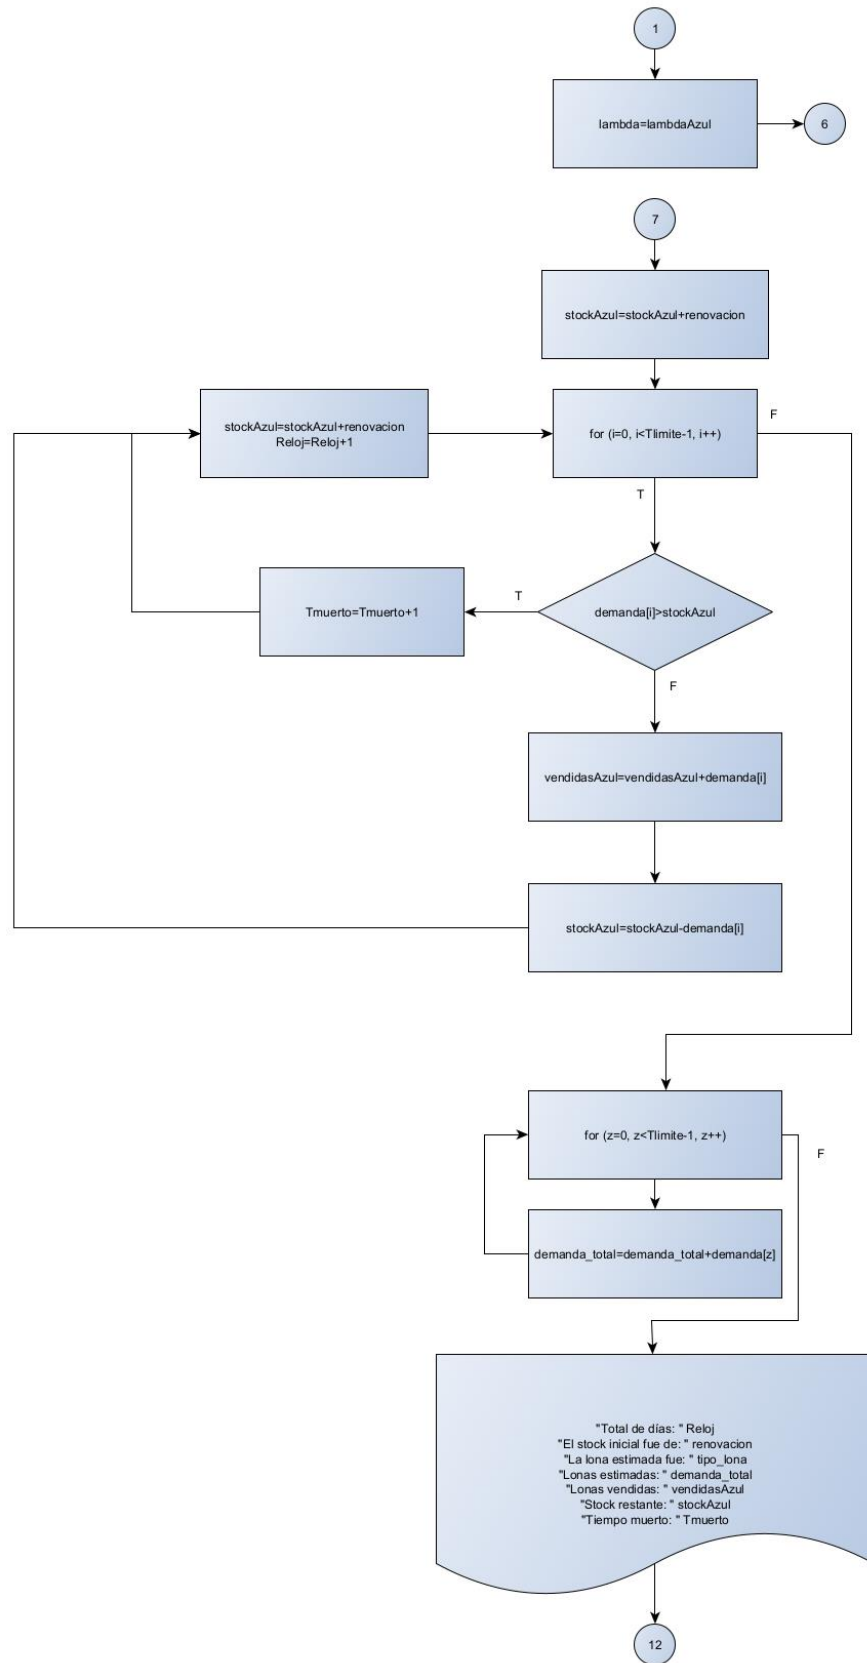 1
lambda=lambdaAzul
6
7
stockAzul=stockAzul+renovacion
stockAzul=stockAzul+renovacion
Reloj=Reloj+1
for (i=0, i<Tlimite-1, i++)
F
T
Tmuerto=Tmuerto+1
T
demanda[i]>stockAzul
F
vendidasAzul=vendidasAzul+demanda[i]
stockAzul=stockAzul-demanda[i]
for (z=0, z<Tlimite-1, z++)
F
demanda_total=demanda_total+demanda[z]
"Total de días: " Reloj
"El stock inicial fue de: " renovacion
"La lona estimada fue: " tipo_lona
"Lonas estimadas: " demanda_total
"Lonas vendidas: " vendidasAzul
"Stock restante: " stockAzul
"Tiempo muerto: " Tmuerto
12